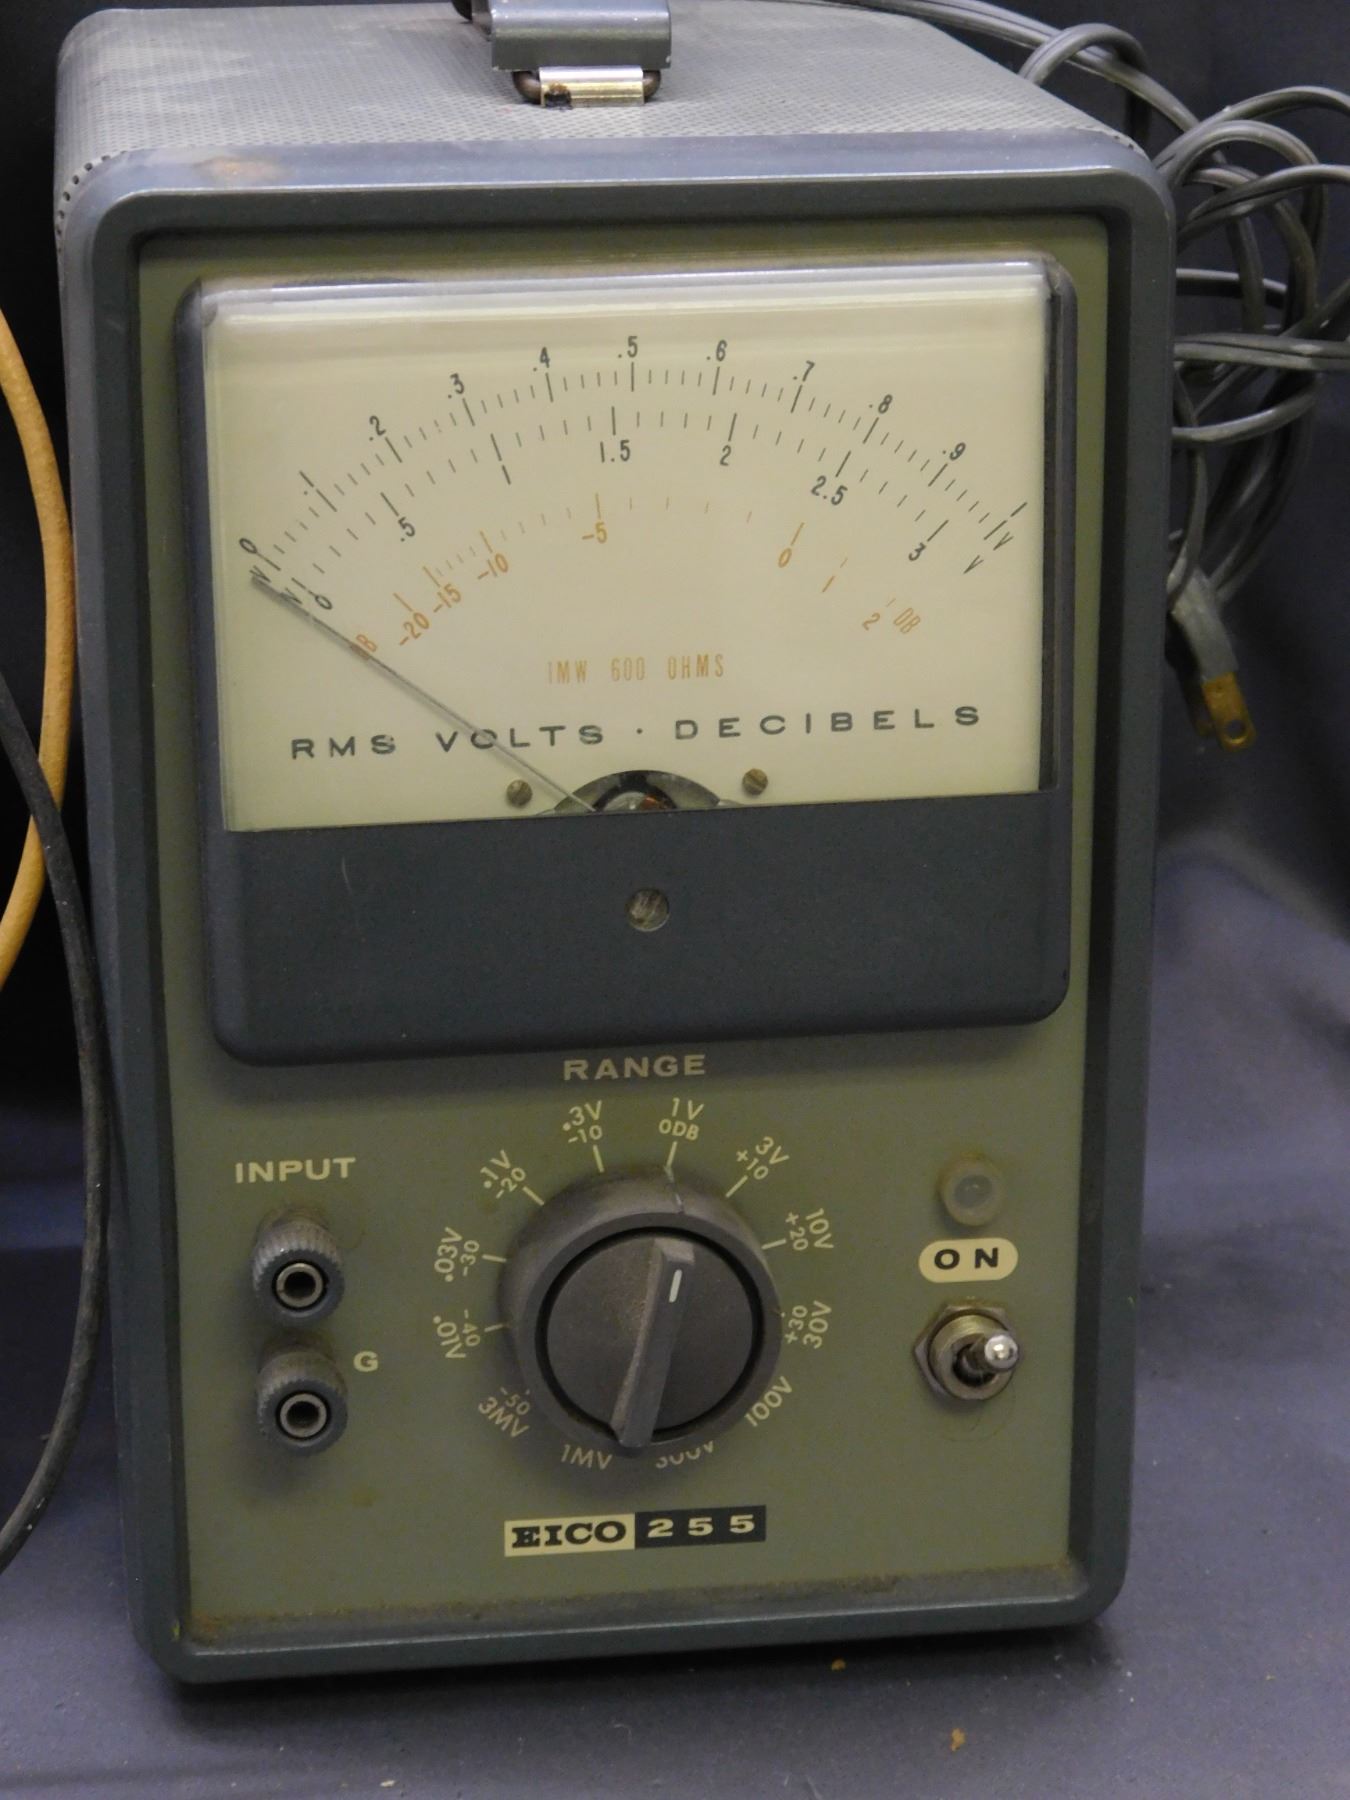 0 .1 .2 .3 .4 .5 .6 .7 .8 .9 1
V V
0 .5 1 1.5 2 2.5 3
V V
-20 -15 -10 -5 0 1 2 DB
1MW 600 OHMS
RMS VOLTS · DECIBELS
RANGE
.3V
-10
1V
0DB
.1V
-20
3V
+10
INPUT
.03V
-30
10V
+20
ON
.01V
-40
30V
+30
G
3MV
-50
100V
1MV
300V
EICO 255